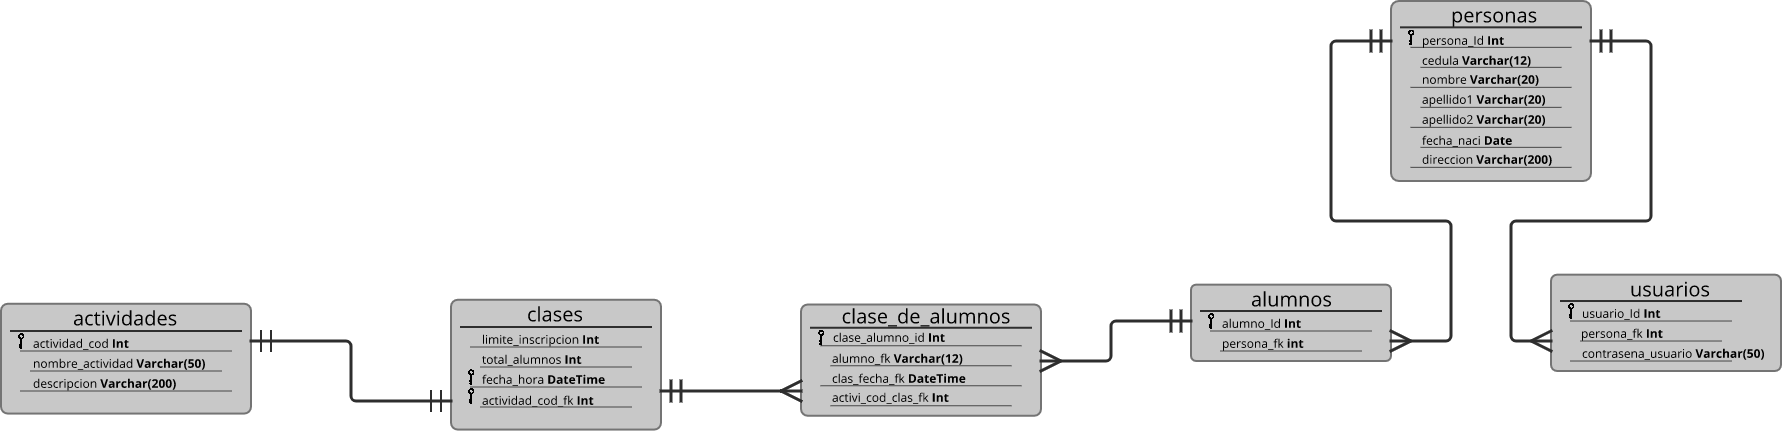 personas
persona_Id Int
cedula Varchar(12)
nombre Varchar(20)
apellido1 Varchar(20)
apellido2 Varchar(20)
fecha_naci Date
direccion Varchar(200)
actividades
actividad_cod Int
nombre_actividad Varchar(50)
descripcion Varchar(200)
clases
limite_inscripcion Int
total_alumnos Int
fecha_hora DateTime
actividad_cod_fk Int
clase_de_alumnos
clase_alumno_id Int
alumno_fk Varchar(12)
clas_fecha_fk DateTime
activi_cod_clas_fk Int
alumnos
alumno_Id Int
persona_fk int
usuarios
usuario_Id Int
persona_fk Int
contrasena_usuario Varchar(50)